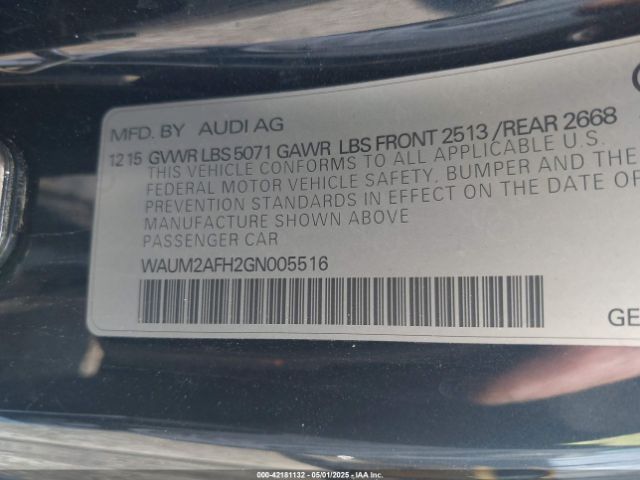 MFD. BY AUDI AG
12 15 GVWR LBS 5071 GAWR LBS FRONT 2513 / REAR 2668
THIS VEHICLE CONFORMS TO ALL APPLICABLE U.S.
FEDERAL MOTOR VEHICLE SAFETY, BUMPER AND THE
PREVENTION STANDARDS IN EFFECT ON THE DATE OF
MANUFACTURE SHOWN ABOVE
PASSENGER CAR
WAUM2AFH2GN005516
GE
000-42181132 - 05/01/2025 - IAA, Inc.